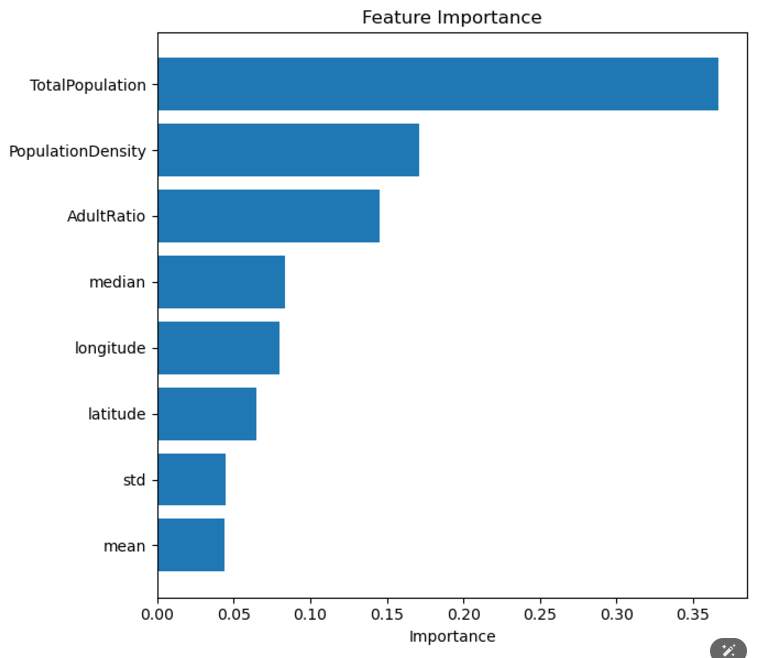 Feature Importance
TotalPopulation
PopulationDensity
AdultRatio
median
longitude
latitude
std
mean
0.00 0.05 0.10 0.15 0.20 0.25 0.30 0.35
Importance